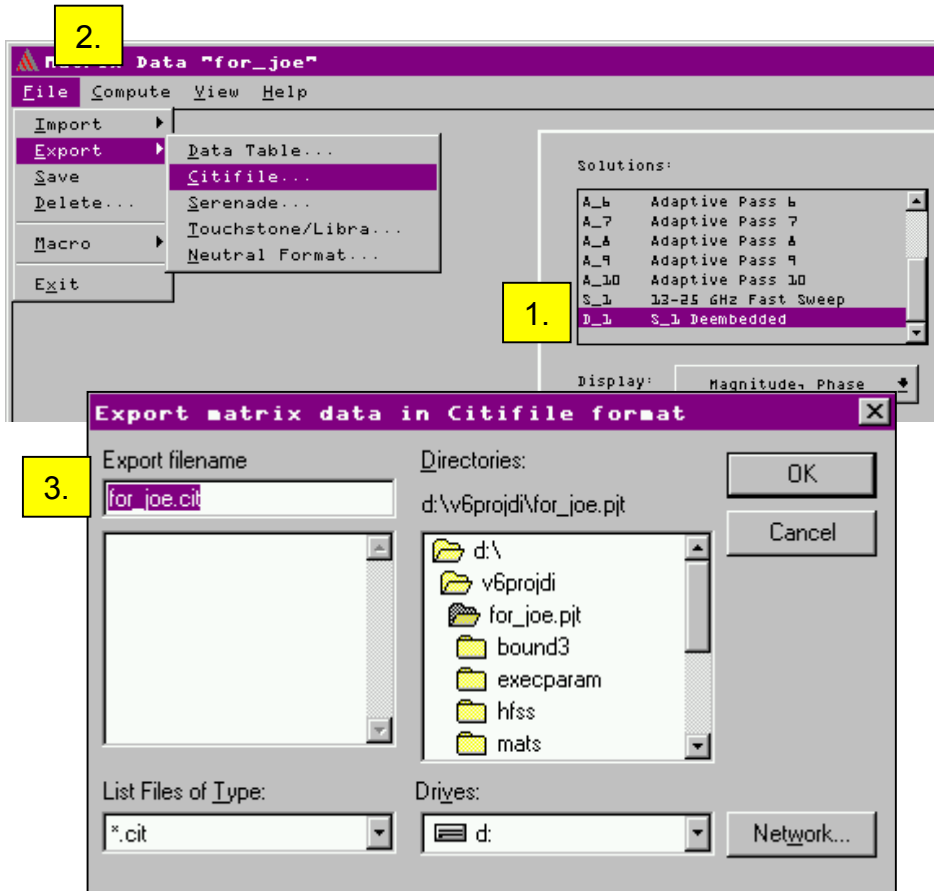 2.
Matrix Data "for_joe"
File Compute View Help
Import
Export
Save
Delete...
Macro
Exit
Data Table...
Citifile...
Serenade...
Touchstone/Libra...
Neutral Format...
Solutions:
A_6 Adaptive Pass 6
A_7 Adaptive Pass 7
A_8 Adaptive Pass 8
A_9 Adaptive Pass 9
A_10 Adaptive Pass 10
S_1 13-25 GHz Fast Sweep
D_1 S_1 Deembedded
1.
Display: Magnitude, Phase
Export matrix data in Citifile format
3.
Export filename
for_joe.cit
List Files of Type:
*.cit
Directories:
d:\v6projdi\for_joe.pjt
d:\
v6projdi
for_joe.pjt
bound3
execparam
hfss
mats
Drives:
d:
OK
Cancel
Network...